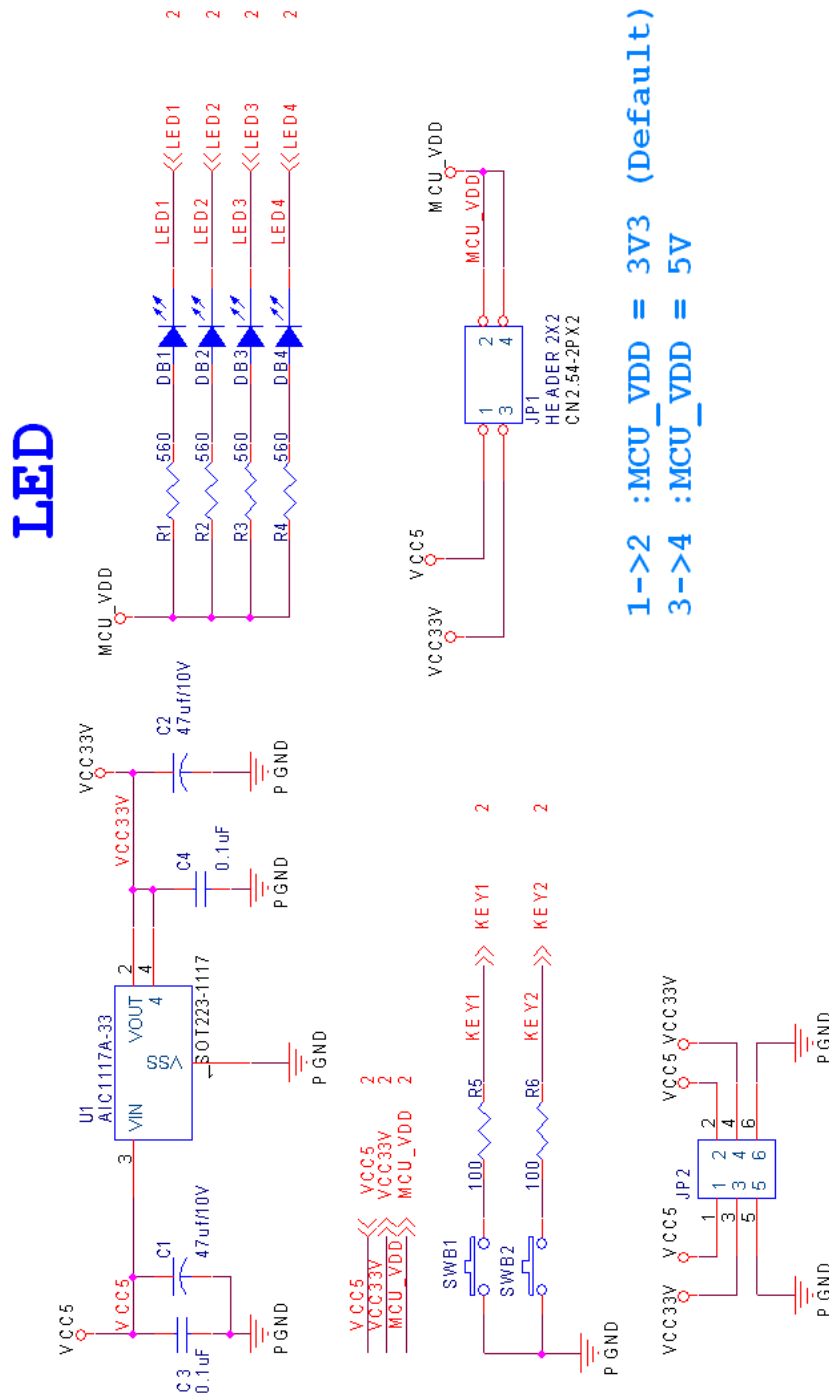 LED
VCC5
VCC5
C3
0.1uF
C1
47uf/10V
PGND
U1
AIC1117A-33
3
VIN
VOUT
2
4
4
VSS
1
SOT223-1117
PGND
VCC33V
VCC33V
C4
0.1uF
PGND
C2
47uf/10V
PGND
MCU_VDD
R1 560 DB1 LED1 LED1 2
R2 560 DB2 LED2 LED2 2
R3 560 DB3 LED3 LED3 2
R4 560 DB4 LED4 LED4 2
VCC5 VCC5 2
VCC33V VCC33V 2
MCU_VDD MCU_VDD 2
SWB1 100 R5 KEY1 KEY1 2
SWB2 100 R6 KEY2 KEY2 2
PGND
VCC5
VCC33V
1 2
3 4
JP1
HEADER 2X2
CN2.54-2PX2
MCU_VDD
MCU_VDD
1->2 :MCU_VDD = 3V3 (Default)
3->4 :MCU_VDD = 5V
JP2
VCC33V VCC5
VCC5 VCC33V
1 1 2 2
3 3 4 4
5 5 6 6
PGND
PGND